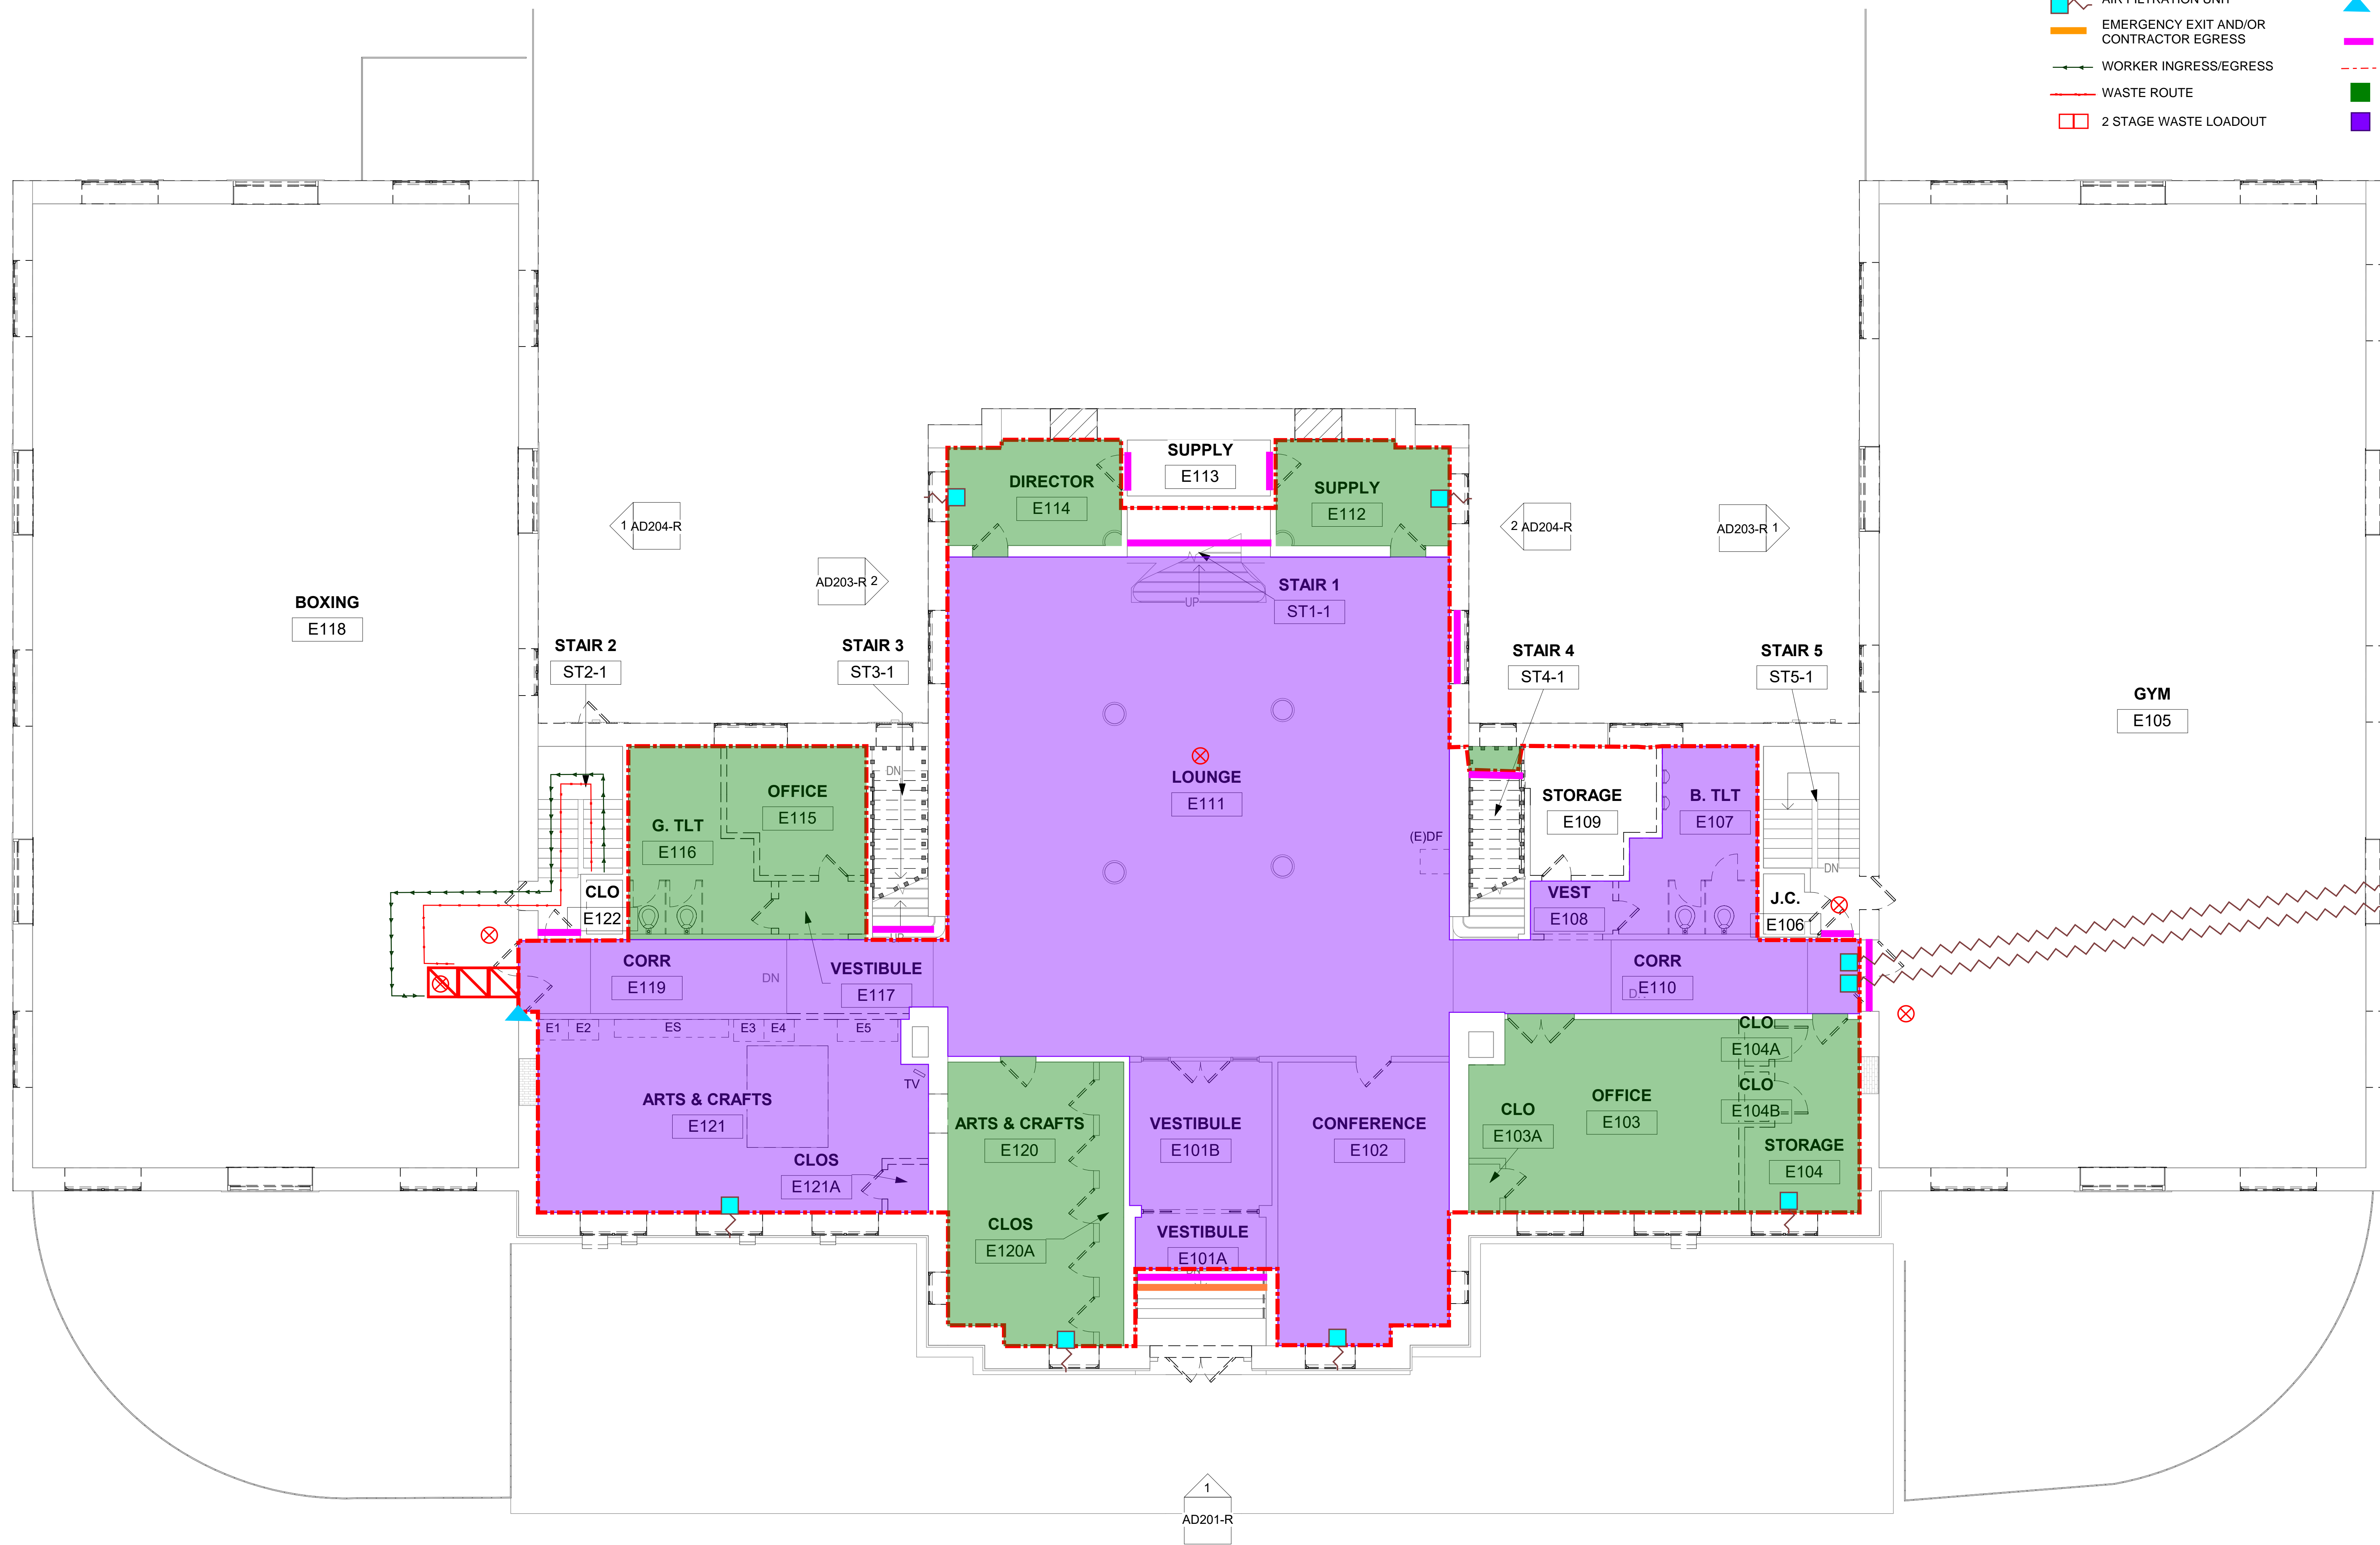 AIR FILTRATION UNIT
EMERGENCY EXIT AND/OR
CONTRACTOR EGRESS
WORKER INGRESS/EGRESS
WASTE ROUTE
2 STAGE WASTE LOADOUT
SUPPLY
E113
DIRECTOR
E114
SUPPLY
E112
1 AD204-R
2 AD204-R
AD203-R 1
AD203-R 2
STAIR 1
ST1-1
UP
BOXING
E118
STAIR 2
ST2-1
STAIR 3
ST3-1
STAIR 4
ST4-1
STAIR 5
ST5-1
GYM
E105
DN
LOUNGE
E111
OFFICE
E115
G. TLT
E116
STORAGE
E109
B. TLT
E107
(E)DF
DN
CLO
E122
VEST
E108
J.C.
E106
UP
CORR
E119
DN
VESTIBULE
E117
CORR
E110
E1
E2
ES
E3
E4
E5
CLO
E104A
TV
ARTS & CRAFTS
E121
CLOS
E121A
ARTS & CRAFTS
E120
VESTIBULE
E101B
CONFERENCE
E102
CLO
E103A
OFFICE
E103
CLO
E104B
STORAGE
E104
CLOS
E120A
VESTIBULE
E101A
1
AD201-R